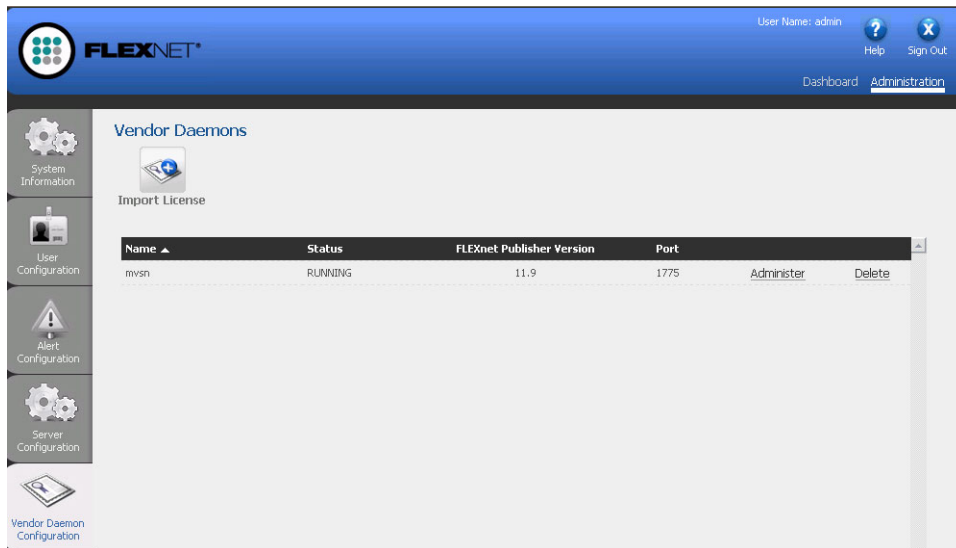 User Name: admin
FLEXNET
Help
Sign Out
Dashboard
Administration
System
Information
User
Configuration
Alert
Configuration
Server
Configuration
Vendor Daemon
Configuration
Vendor Daemons
Import License
Name Status FLEXnet Publisher Version Port
mvsn RUNNING 11.9 1775 Administer Delete